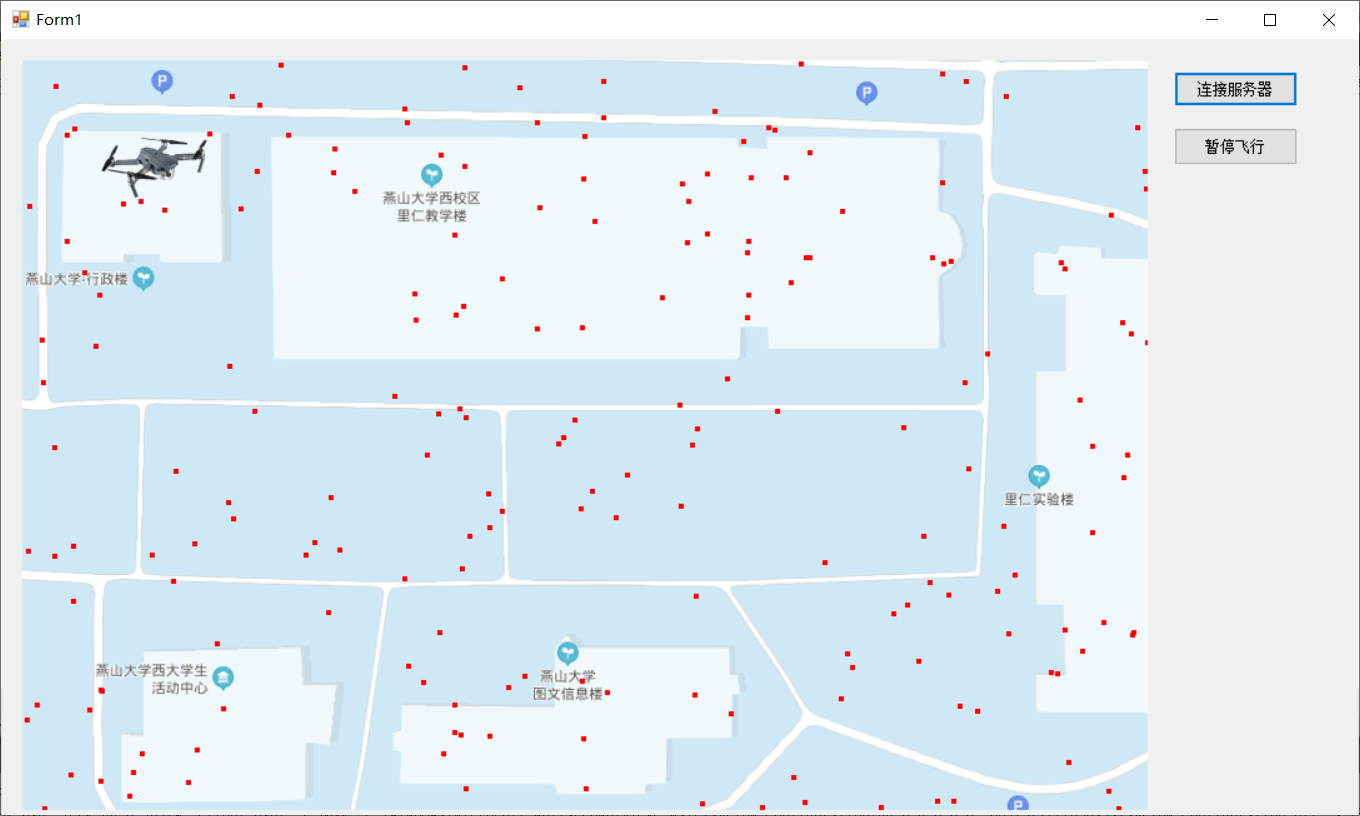 Form1
P
P
连接服务器
暂停飞行
燕山大学西校区
里仁教学楼
燕山大学-行政楼
里仁实验楼
燕山大学西大学生
活动中心
燕山大学
图文信息楼
P